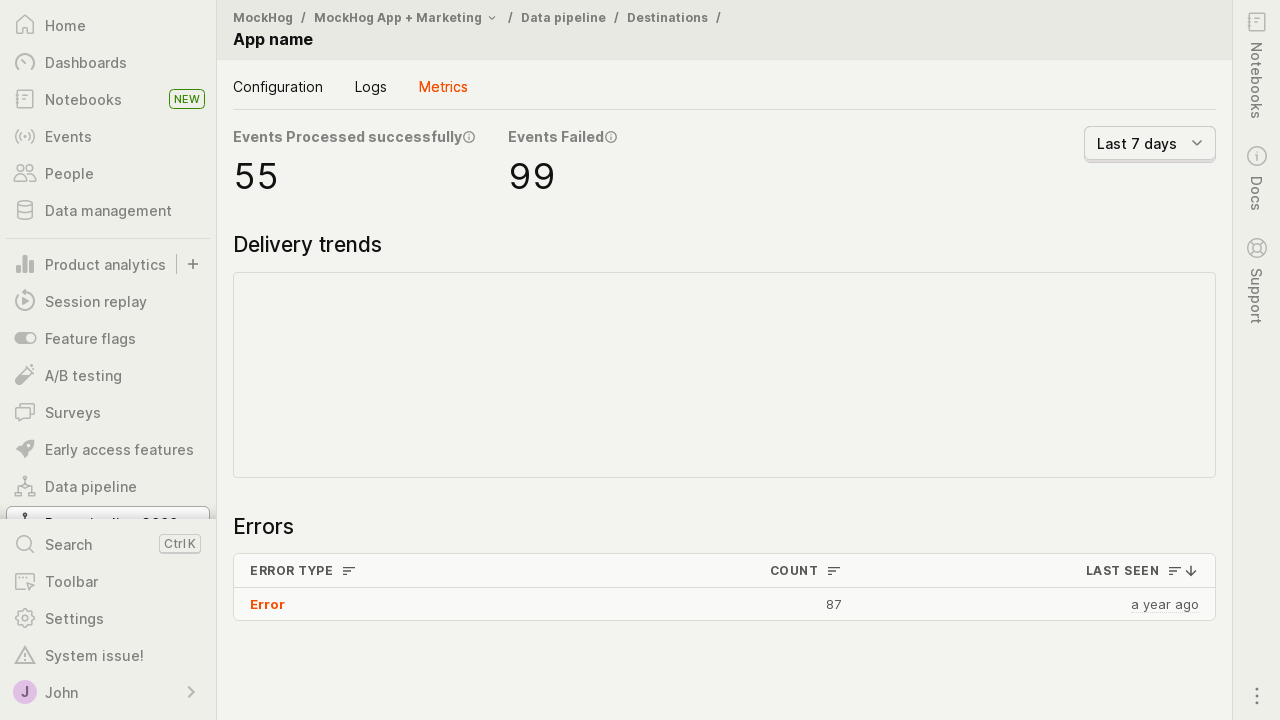 Home
Dashboards
Notebooks NEW
Events
People
Data management
Product analytics
Session replay
Feature flags
A/B testing
Surveys
Early access features
Data pipeline
Search Ctrl K
Toolbar
Settings
System issue!
J John
MockHog / MockHog App + Marketing / Data pipeline / Destinations /
App name
Configuration Logs Metrics
Events Processed successfully Events Failed
55 99
Last 7 days
Delivery trends
Errors
ERROR TYPE COUNT LAST SEEN
Error 87 a year ago
Notebooks
Docs
Support